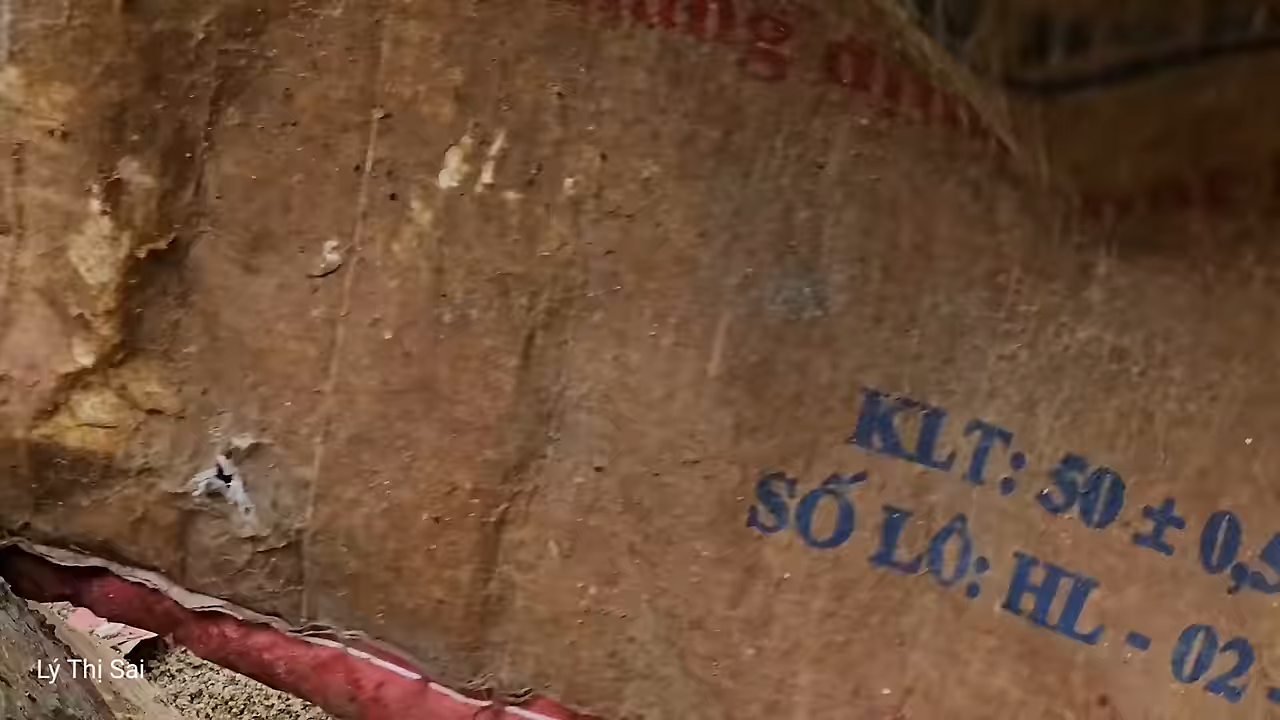 KLT: 50 ± 0,5
SỐ LÔ: HL - 02 -
Lý Thị Sai